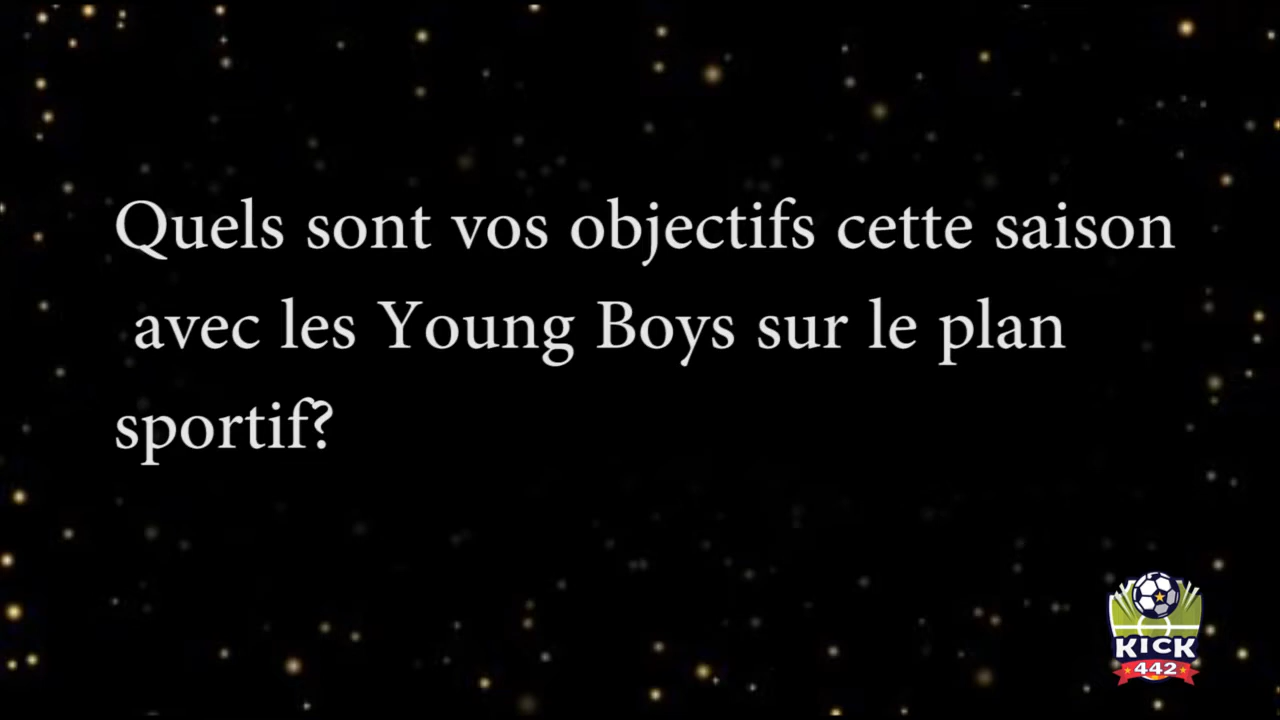 Quels sont vos objectifs cette saison
avec les Young Boys sur le plan
sportif?
KICK
442